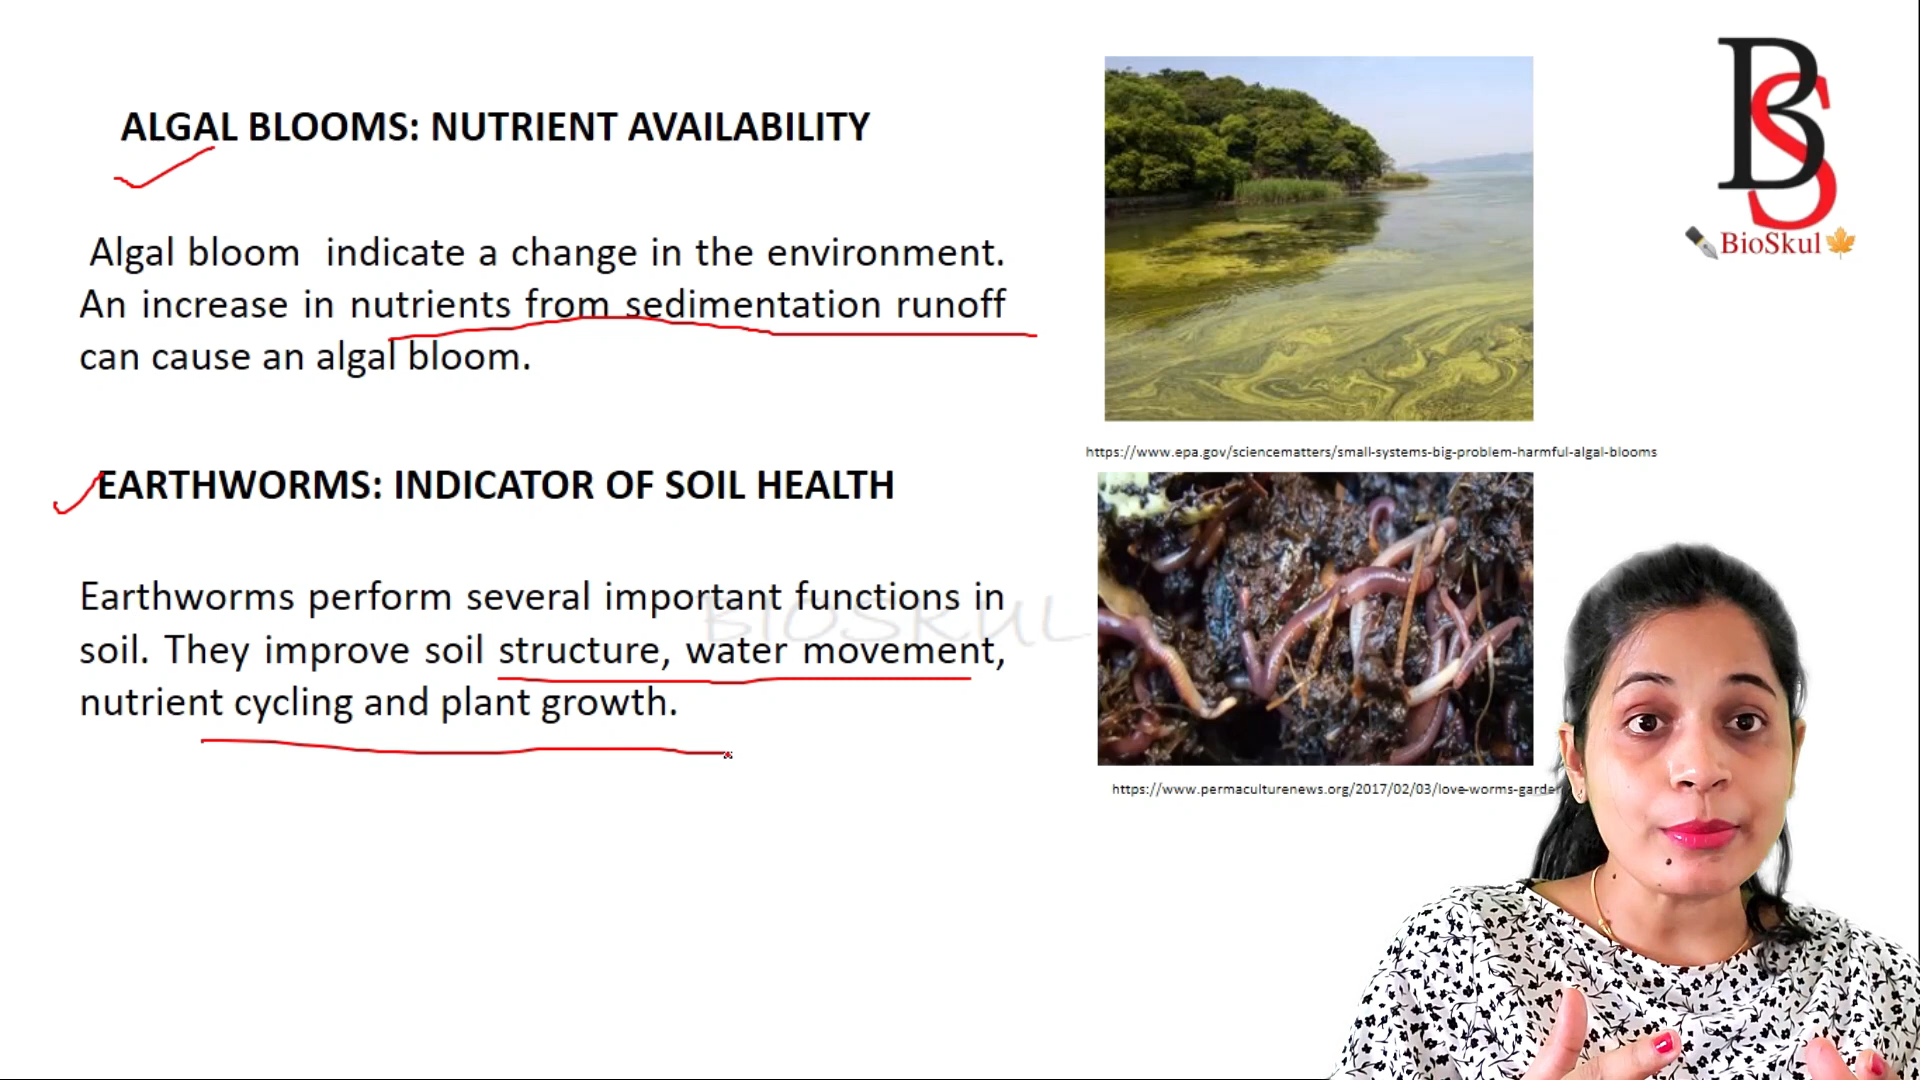 ALGAL BLOOMS: NUTRIENT AVAILABILITY
Algal bloom indicate a change in the environment.
An increase in nutrients from sedimentation runoff
can cause an algal bloom.
EARTHWORMS: INDICATOR OF SOIL HEALTH
Earthworms perform several important functions in
soil. They improve soil structure, water movement,
nutrient cycling and plant growth.
BIOSKUL
https://www.epa.gov/sciencematters/small-systems-big-problem-harmful-algal-blooms
https://www.permaculturenews.org/2017/02/03/love-worms-garden
BS
BioSkul